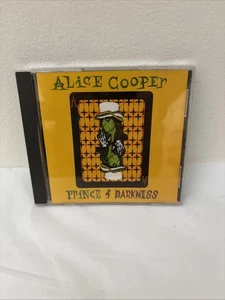 ALICE COOPER
PRINCE OF DARKNESS